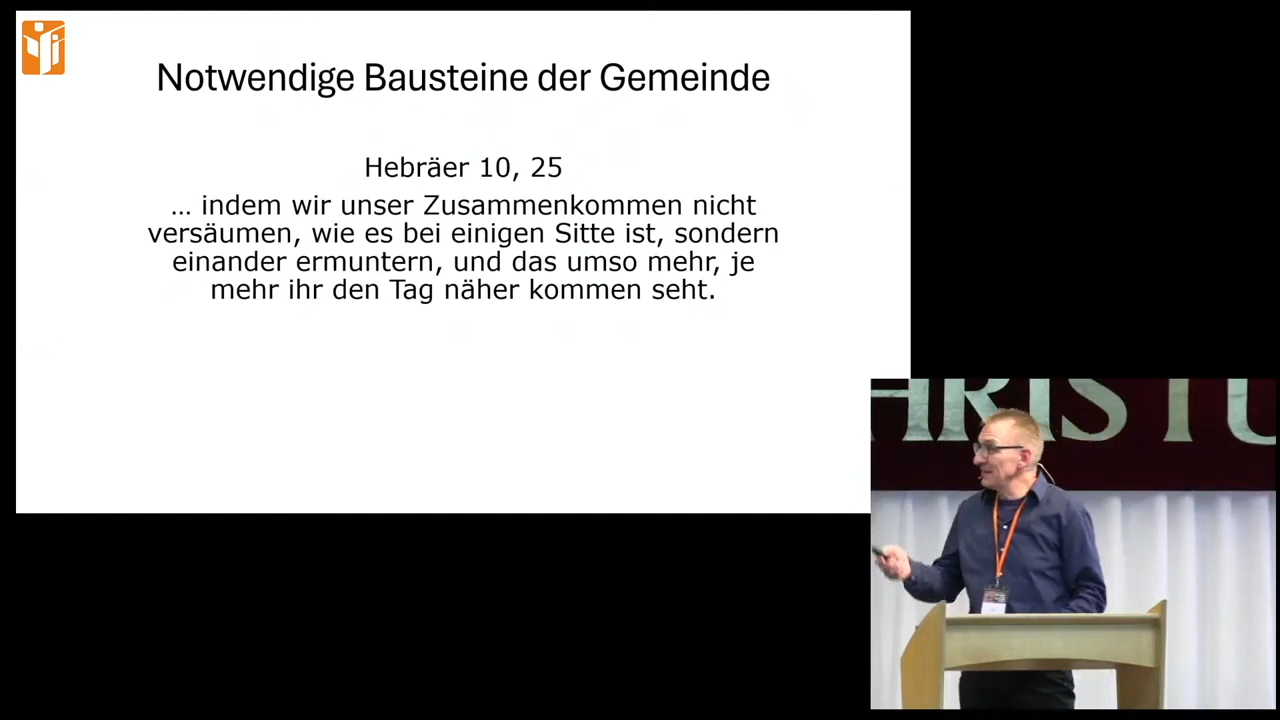 Notwendige Bausteine der Gemeinde
Hebräer 10, 25
… indem wir unser Zusammenkommen nicht
versäumen, wie es bei einigen Sitte ist, sondern
einander ermuntern, und das umso mehr, je
mehr ihr den Tag näher kommen seht.
HRISTU